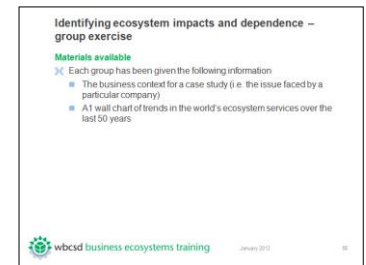 Identifying ecosystem impacts and dependence –
group exercise
Materials available
Each group has been given the following information
The business context for a case study (i.e. the issue faced by a
particular company)
A1 wall chart of trends in the world's ecosystem services over the
last 50 years
wbcsd business ecosystems training
January 2012